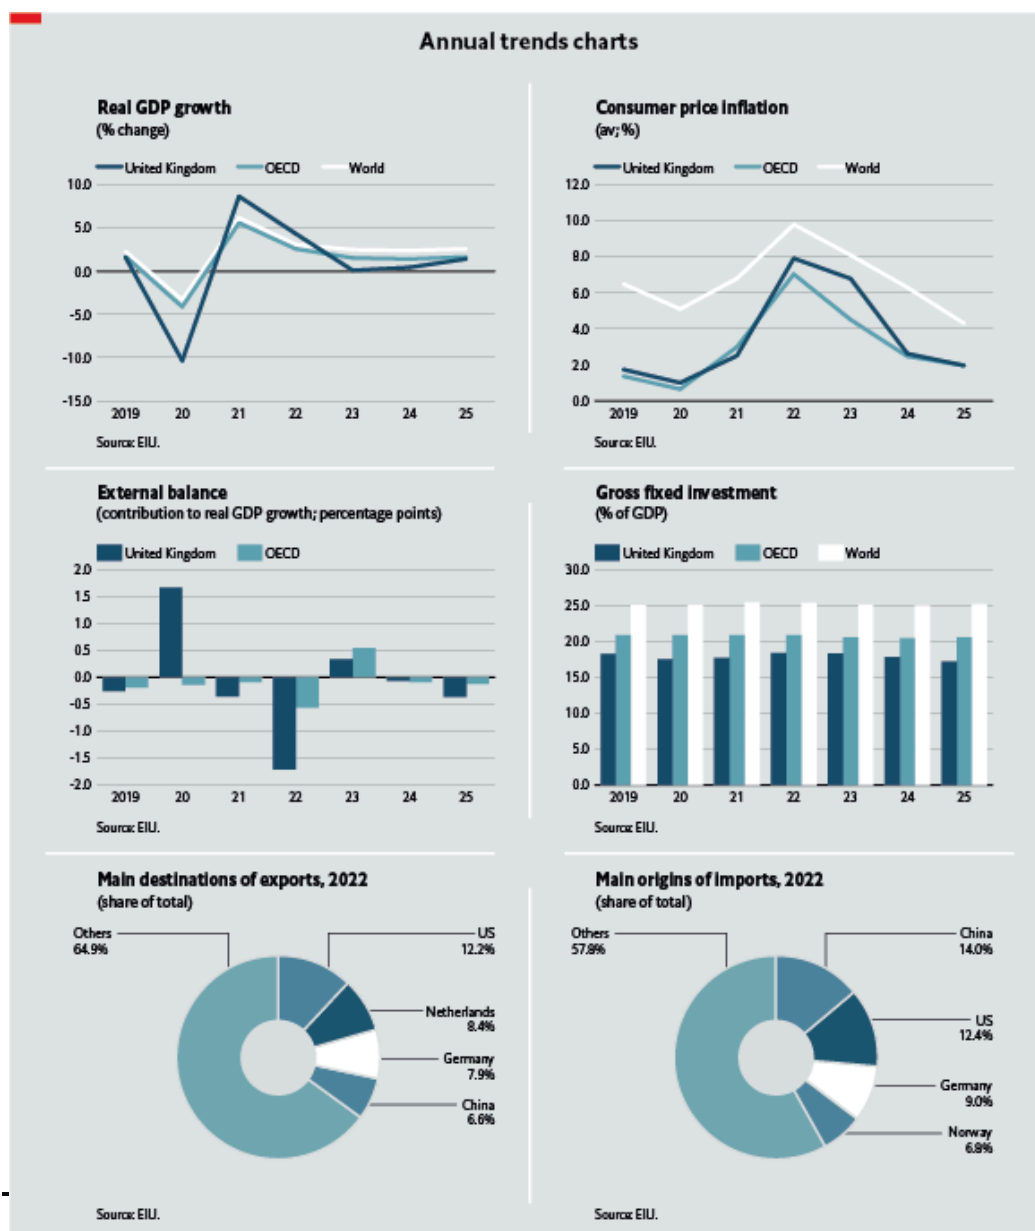 Annual trends charts
Real GDP growth
(% change)
United Kingdom OECD World
10.0
5.0
0.0
-5.0
-10.0
-15.0
2019 20 21 22 23 24 25
Source: EIU.
Consumer price inflation
(av; %)
United Kingdom OECD World
12.0
10.0
8.0
6.0
4.0
2.0
0.0
2019 20 21 22 23 24 25
Source: EIU.
External balance
(contribution to real GDP growth; percentage points)
United Kingdom OECD
2.0
1.5
1.0
0.5
0.0
-0.5
-1.0
-1.5
-2.0
2019 20 21 22 23 24 25
Source: EIU.
Gross fixed investment
(% of GDP)
United Kingdom OECD World
30.0
25.0
20.0
15.0
10.0
5.0
0.0
2019 20 21 22 23 24 25
Source: EIU.
Main destinations of exports, 2022
(share of total)
Others
64.9%
US
12.2%
Netherlands
8.4%
Germany
7.9%
China
6.6%
Source: EIU.
Main origins of imports, 2022
(share of total)
Others
57.8%
China
14.0%
US
12.4%
Germany
9.0%
Norway
6.8%
Source: EIU.